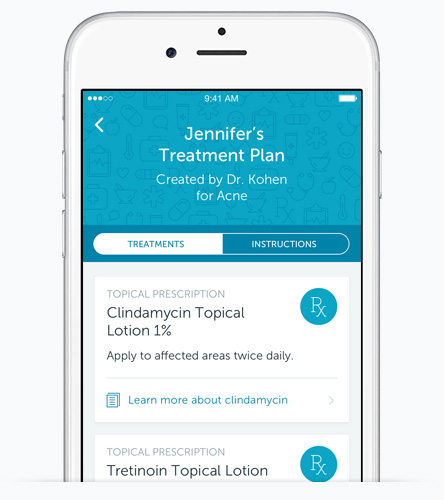 9:41 AM
Jennifer's
Treatment Plan
Created by Dr. Kohen
for Acne
TREATMENTS
INSTRUCTIONS
TOPICAL PRESCRIPTION
Clindamycin Topical
Lotion 1%
Rx
Apply to affected areas twice daily.
Learn more about clindamycin
TOPICAL PRESCRIPTION
Tretinoin Topical Lotion
Rx